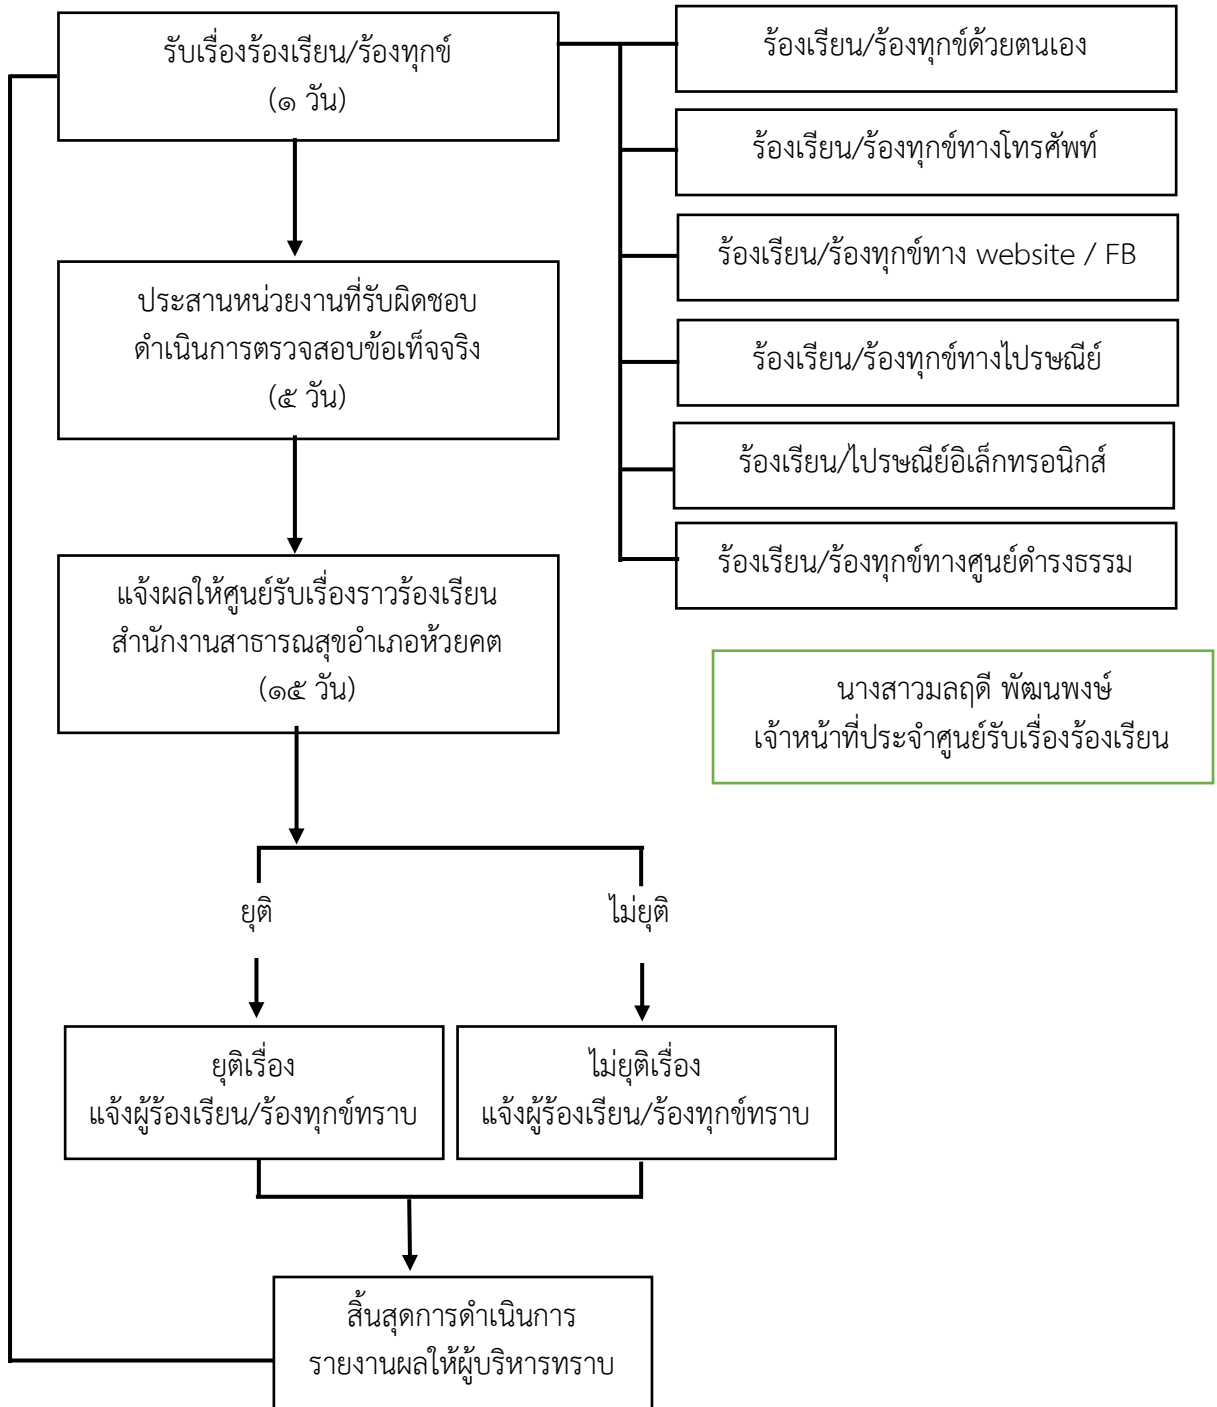 รับเรื่องร้องเรียน/ร้องทุกข์
(๑ วัน)
ร้องเรียน/ร้องทุกข์ด้วยตนเอง
ร้องเรียน/ร้องทุกข์ทางโทรศัพท์
ร้องเรียน/ร้องทุกข์ทาง website / FB
ร้องเรียน/ร้องทุกข์ทางไปรษณีย์
ร้องเรียน/ไปรษณีย์อิเล็กทรอนิกส์
ร้องเรียน/ร้องทุกข์ทางศูนย์ดำรงธรรม
ประสานหน่วยงานที่รับผิดชอบ
ดำเนินการตรวจสอบข้อเท็จจริง
(๕ วัน)
แจ้งผลให้ศูนย์รับเรื่องราวร้องเรียน
สำนักงานสาธารณสุขอำเภอห้วยคต
(๑๕ วัน)
นางสาวมลฤดี พัฒนพงษ์
เจ้าหน้าที่ประจำศูนย์รับเรื่องร้องเรียน
ยุติ
ไม่ยุติ
ยุติเรื่อง
แจ้งผู้ร้องเรียน/ร้องทุกข์ทราบ
ไม่ยุติเรื่อง
แจ้งผู้ร้องเรียน/ร้องทุกข์ทราบ
สิ้นสุดการดำเนินการ
รายงานผลให้ผู้บริหารทราบ